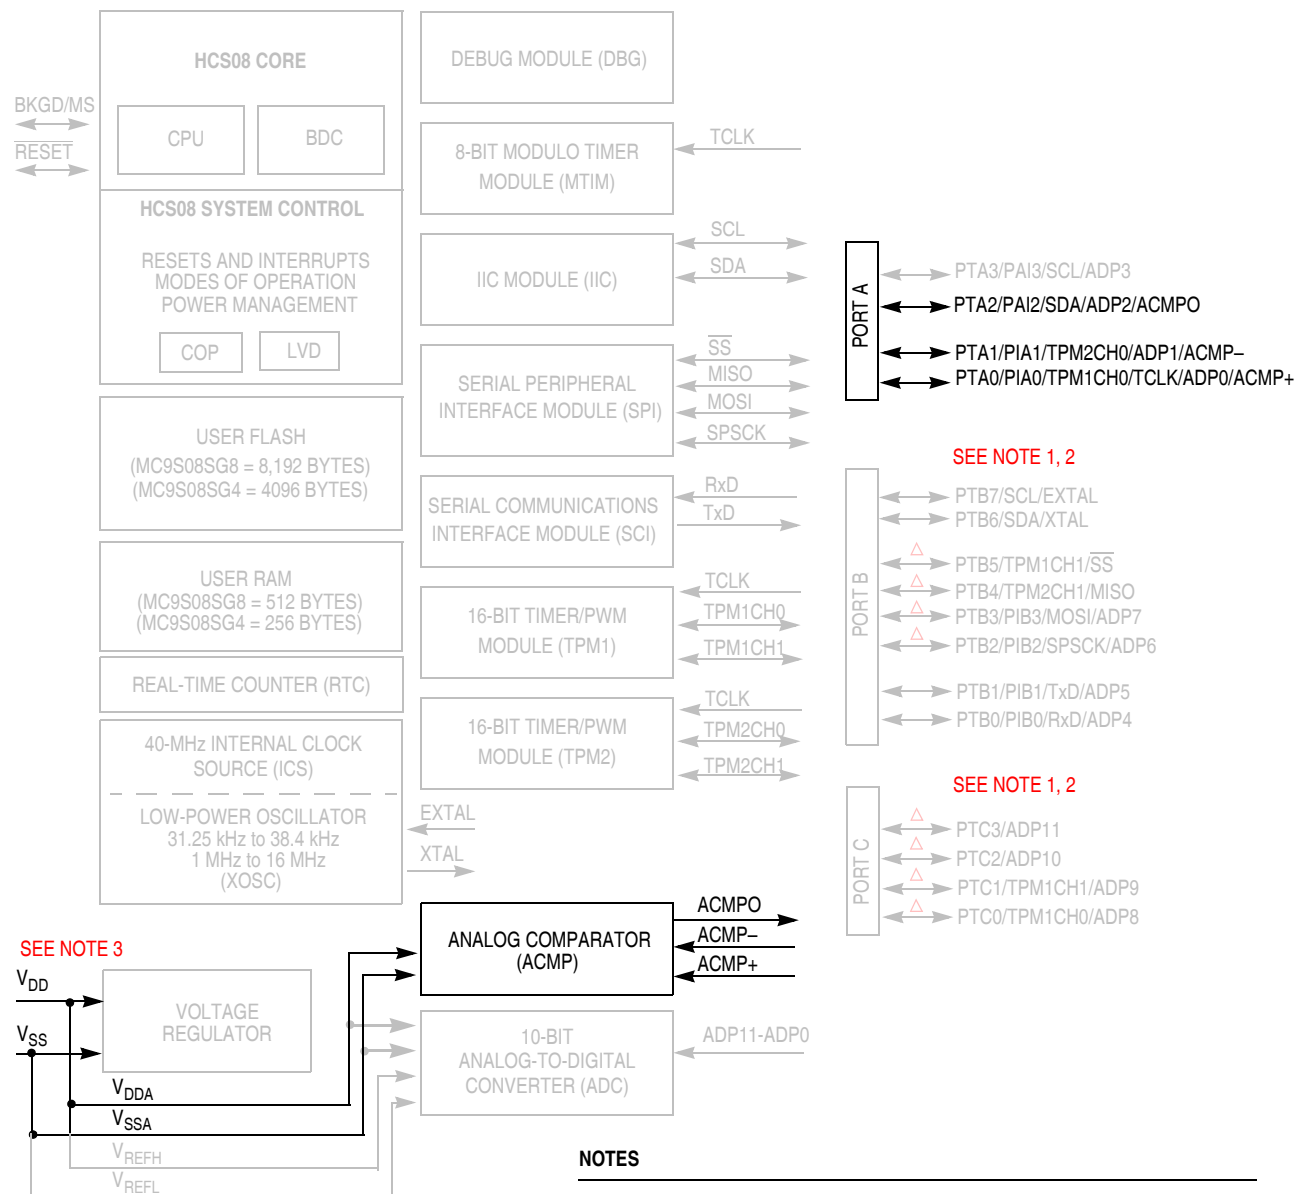 HCS08 CORE
CPU
BDC
BKGD/MS
RESET
HCS08 SYSTEM CONTROL
RESETS AND INTERRUPTS
MODES OF OPERATION
POWER MANAGEMENT
COP
LVD
USER FLASH
(MC9S08SG8 = 8,192 BYTES)
(MC9S08SG4 = 4096 BYTES)
USER RAM
(MC9S08SG8 = 512 BYTES)
(MC9S08SG4 = 256 BYTES)
REAL-TIME COUNTER (RTC)
40-MHz INTERNAL CLOCK
SOURCE (ICS)
LOW-POWER OSCILLATOR
31.25 kHz to 38.4 kHz
1 MHz to 16 MHz
(XOSC)
EXTAL
XTAL
SEE NOTE 3
VDD
VSS
VOLTAGE
REGULATOR
VDDA
VSSA
VREFH
VREFL
DEBUG MODULE (DBG)
8-BIT MODULO TIMER
MODULE (MTIM)
TCLK
IIC MODULE (IIC)
SCL
SDA
SERIAL PERIPHERAL
INTERFACE MODULE (SPI)
SS
MISO
MOSI
SPSCK
SERIAL COMMUNICATIONS
INTERFACE MODULE (SCI)
RxD
TxD
16-BIT TIMER/PWM
MODULE (TPM1)
TCLK
TPM1CH0
TPM1CH1
16-BIT TIMER/PWM
MODULE (TPM2)
TCLK
TPM2CH0
TPM2CH1
ANALOG COMPARATOR
(ACMP)
ACMPO
ACMP–
ACMP+
10-BIT
ANALOG-TO-DIGITAL
CONVERTER (ADC)
ADP11-ADP0
PORT A
PTA3/PAI3/SCL/ADP3
PTA2/PAI2/SDA/ADP2/ACMPO
PTA1/PIA1/TPM2CH0/ADP1/ACMP–
PTA0/PIA0/TPM1CH0/TCLK/ADP0/ACMP+
SEE NOTE 1, 2
PORT B
PTB7/SCL/EXTAL
PTB6/SDA/XTAL
PTB5/TPM1CH1/SS
PTB4/TPM2CH1/MISO
PTB3/PIB3/MOSI/ADP7
PTB2/PIB2/SPSCK/ADP6
PTB1/PIB1/TxD/ADP5
PTB0/PIB0/RxD/ADP4
SEE NOTE 1, 2
PORT C
PTC3/ADP11
PTC2/ADP10
PTC1/TPM1CH1/ADP9
PTC0/TPM1CH0/ADP8
NOTES